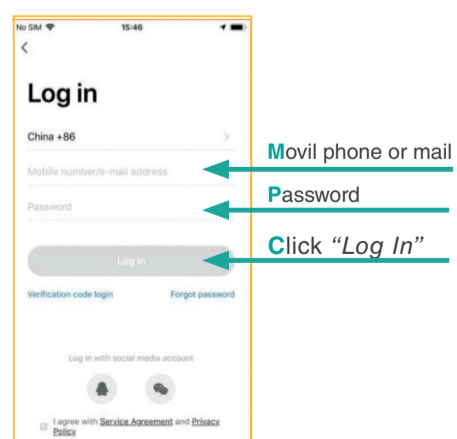 No SIM 15:46
Log in
China +86
Mobile number/e-mail address
Movil phone or mail
Password
Password
Log in
Click "Log In"
Verification code login Forgot password
Log in with social media account
I agree with Service Agreement and Privacy
Policy